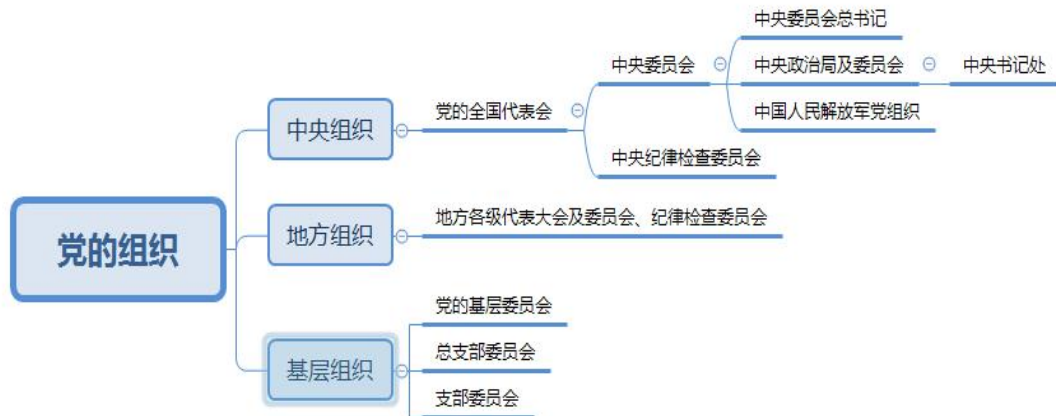 党的组织
中央组织
党的全国代表会
中央委员会
中央委员会总书记
中央政治局及委员会
中央书记处
中国人民解放军党组织
中央纪律检查委员会
地方组织
地方各级代表大会及委员会、纪律检查委员会
基层组织
党的基层委员会
总支部委员会
支部委员会